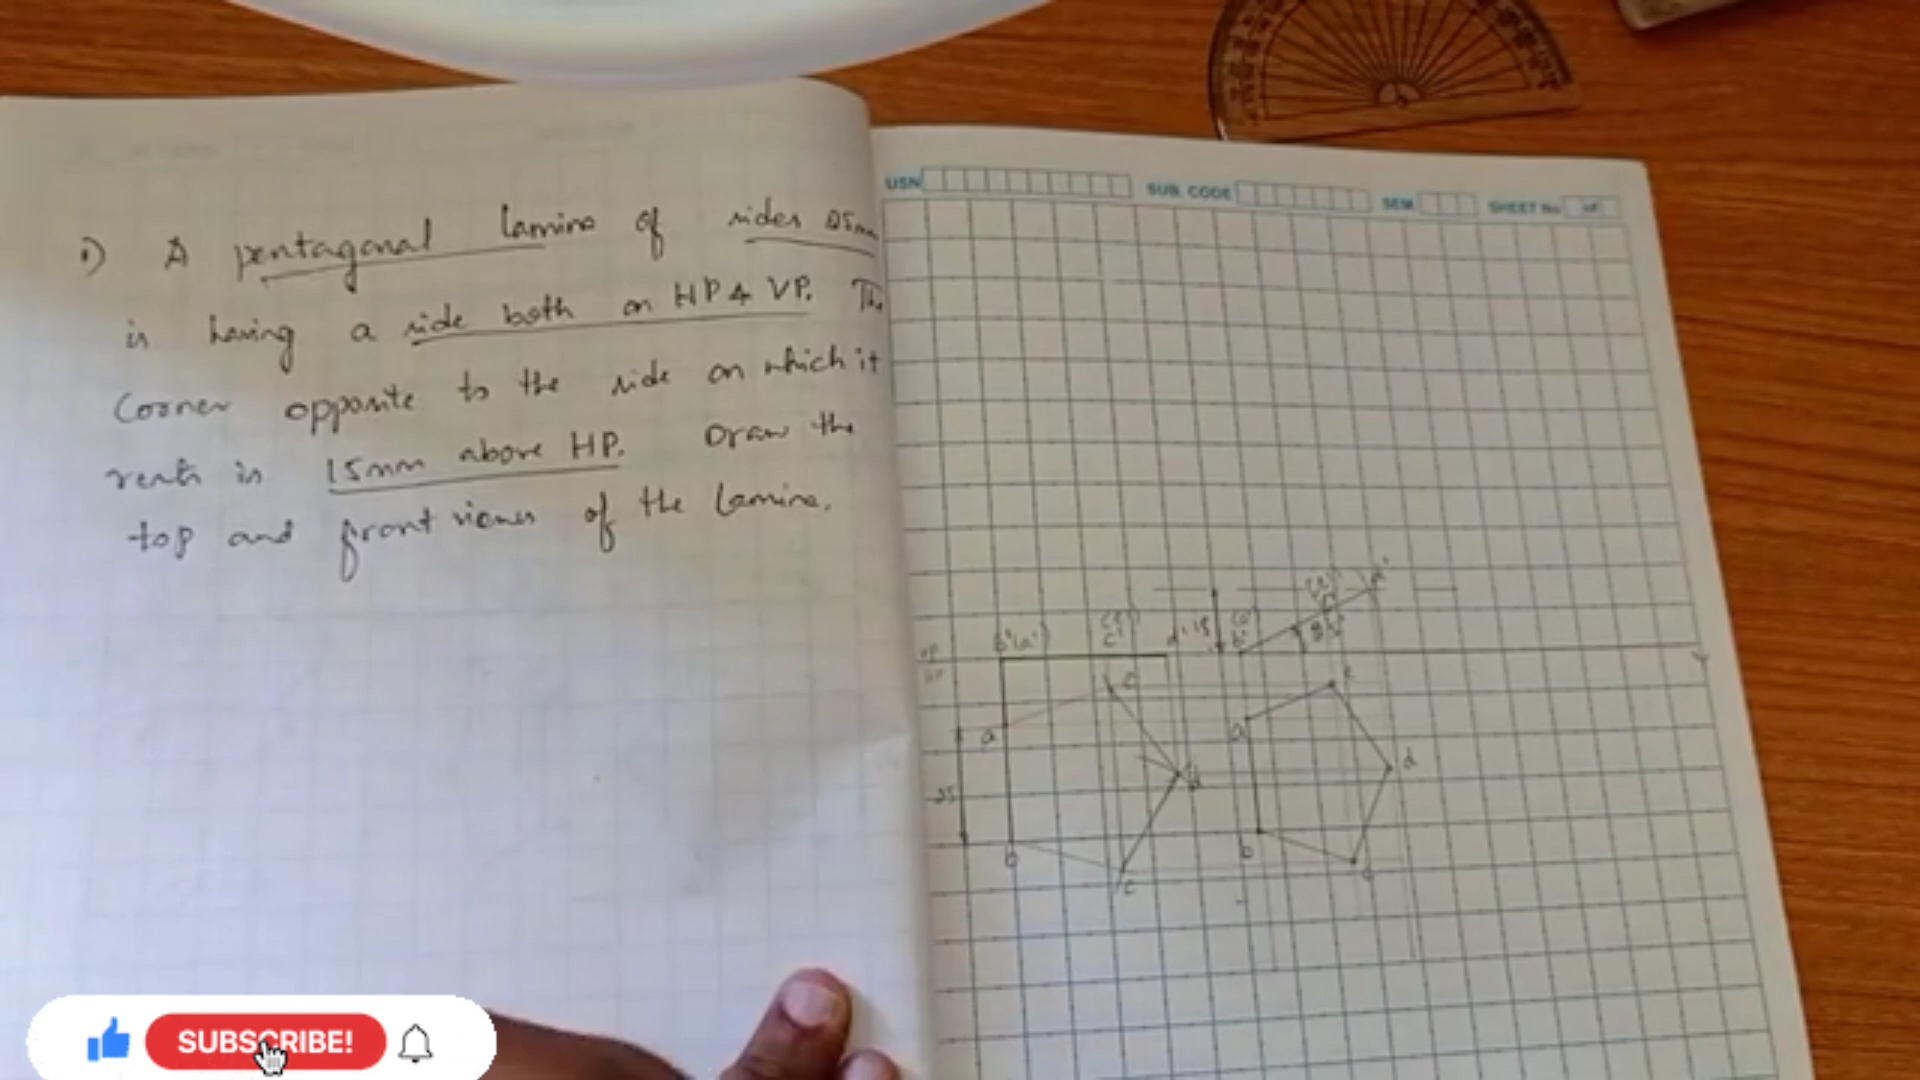 USN SUB. CODE SEM SHEET No
1) A pentagonal lamina of sides 25mm
is having a side both on HP & VP. The
Corner opposite to the side on which it
rests is 15mm above HP. Draw the
top and front views of the lamina.
b'(a') c' d' 15 b' d'
c
a a e
d d
25
b b
c c
SUBSCRIBE!